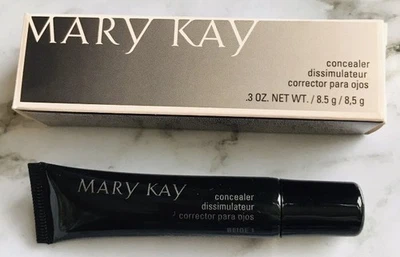 MARY KAY
concealer
dissimulateur
corrector para ojos
.3 OZ. NET WT. / 8.5 g / 8,5 g
MARY KAY
concealer
dissimulateur
corrector para ojos